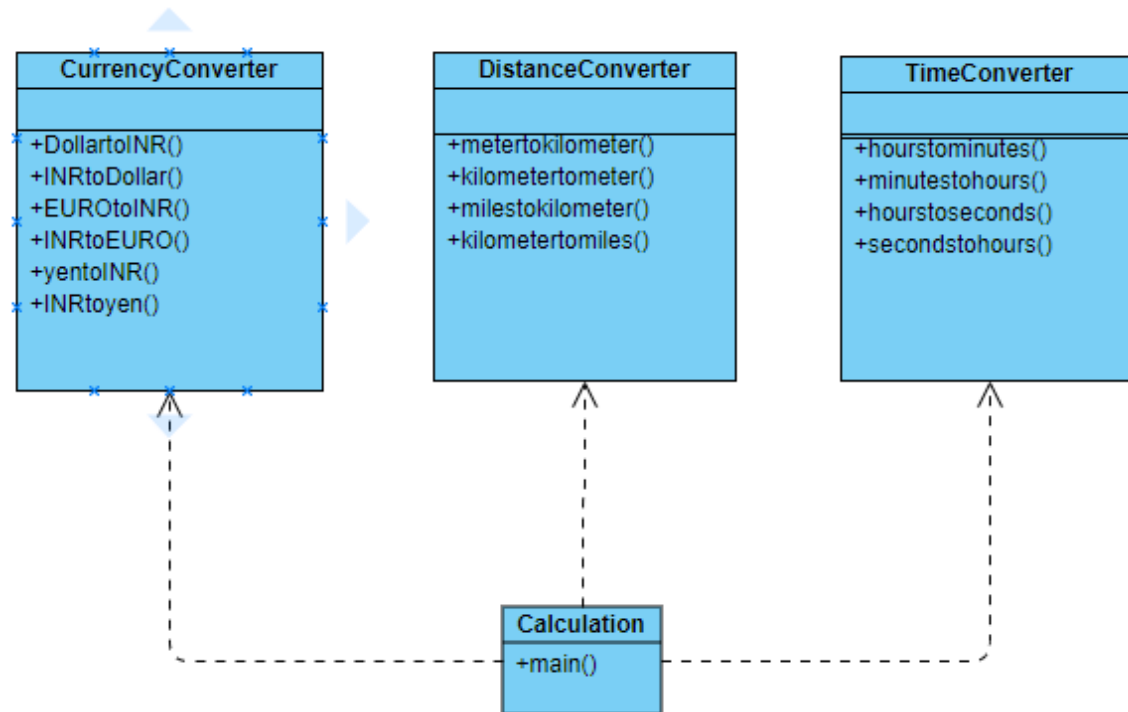 CurrencyConverter
+DollartoINR()
+INRtoDollar()
+EUROtoINR()
+INRtoEURO()
+yentoINR()
+INRtoyen()
DistanceConverter
+metertokilometer()
+kilometertometer()
+milestokilometer()
+kilometertomiles()
TimeConverter
+hourstominutes()
+minutestohours()
+hourstoseconds()
+secondstohours()
Calculation
+main()